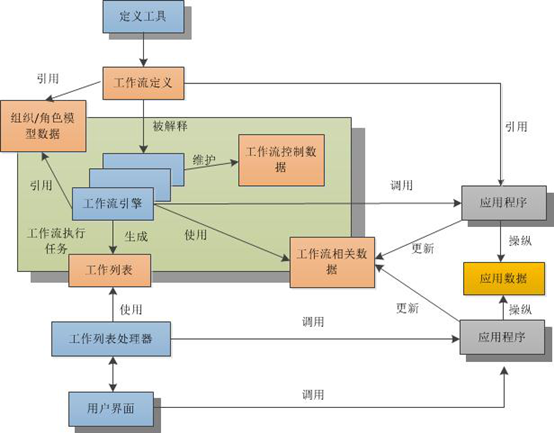 定义工具
引用
工作流定义
组织/角色模
型数据
被解释
引用
维护
工作流控制数
据
引用
工作流引擎
调用
应用程序
工作流执行
任务
生成
使用
工作流相关数
据
更新
操纵
工作列表
应用数据
使用
调用
更新
操纵
工作列表处理器
应用程序
用户界面
调用